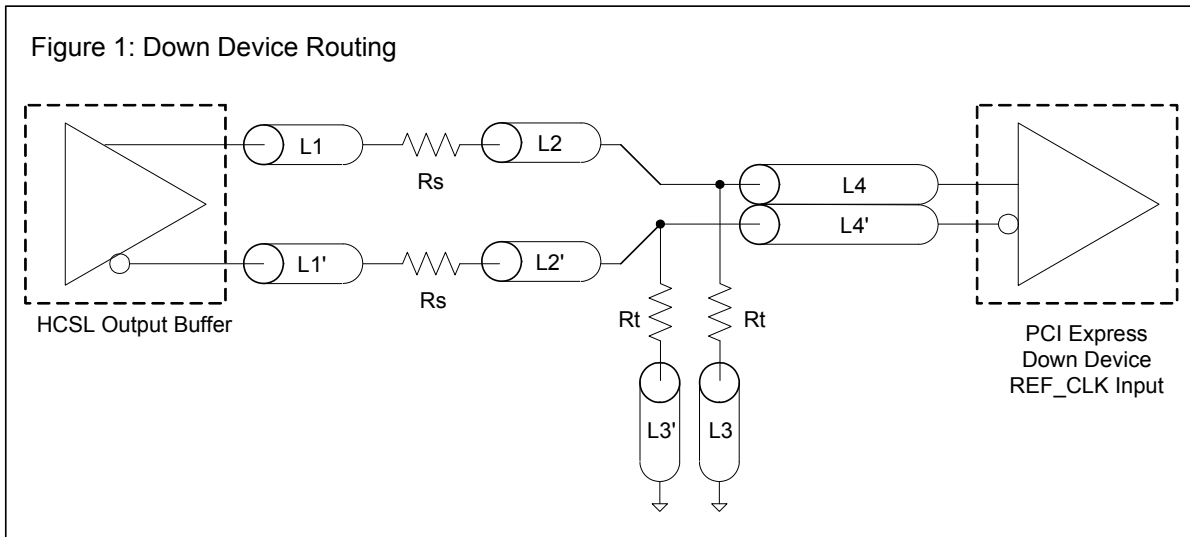 Figure 1: Down Device Routing
L1
L2
Rs
L4
L4'
L1'
L2'
Rs
HCSL Output Buffer
Rt
Rt
PCI Express
Down Device
REF_CLK Input
L3'
L3